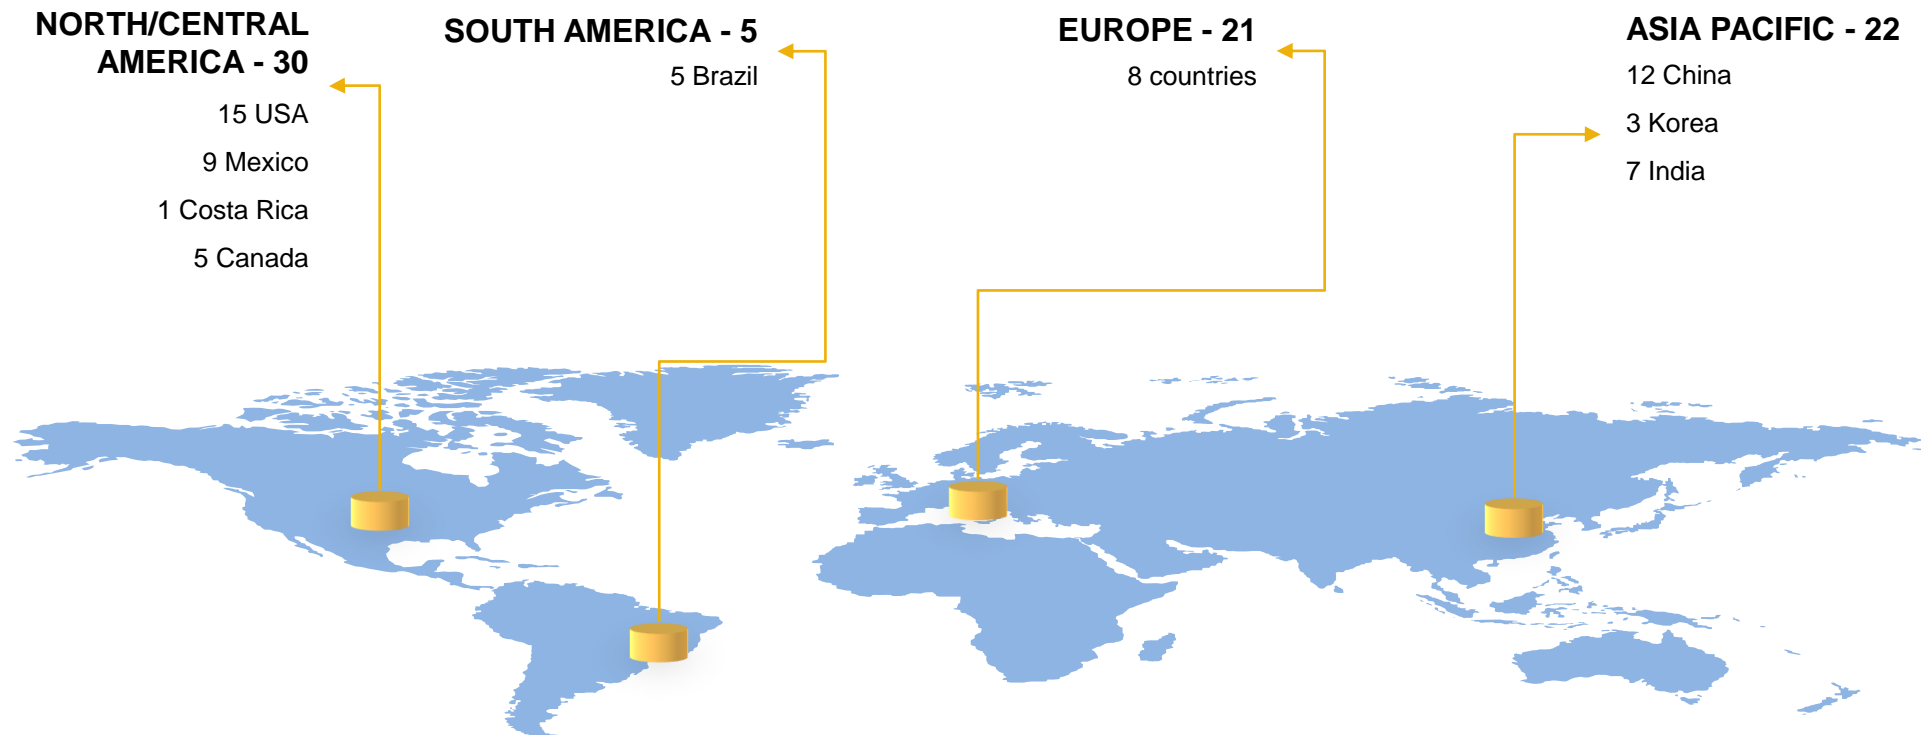 NORTH/CENTRAL
AMERICA - 30
15 USA
9 Mexico
1 Costa Rica
5 Canada
SOUTH AMERICA - 5
5 Brazil
EUROPE - 21
8 countries
ASIA PACIFIC - 22
12 China
3 Korea
7 India